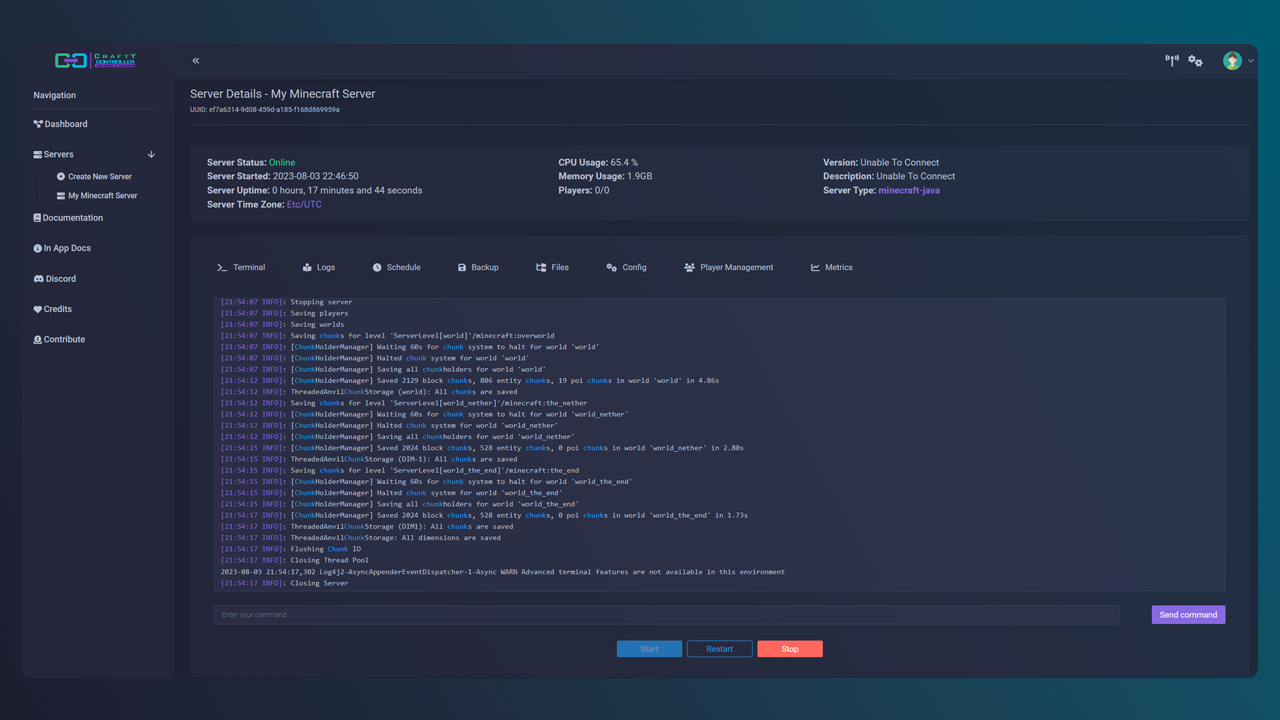 CRAFTY
CONTROLLER
Navigation
Dashboard
Servers
Create New Server
My Minecraft Server
Documentation
In App Docs
Discord
Credits
Contribute
Server Details - My Minecraft Server
UUID: ef7a6314-9d08-459d-a185-f168d869959a
Server Status: Online
Server Started: 2023-08-03 22:46:50
Server Uptime: 0 hours, 17 minutes and 44 seconds
Server Time Zone: Etc/UTC
CPU Usage: 65.4 %
Memory Usage: 1.9GB
Players: 0/0
Version: Unable To Connect
Description: Unable To Connect
Server Type: minecraft-java
Terminal
Logs
Schedule
Backup
Files
Config
Player Management
Metrics
[21:54:07 INFO]: Stopping server
[21:54:07 INFO]: Saving players
[21:54:07 INFO]: Saving worlds
[21:54:07 INFO]: Saving chunks for level 'ServerLevel[world]'/minecraft:overworld
[21:54:07 INFO]: [ChunkHolderManager] Waiting 60s for chunk system to halt for world 'world'
[21:54:07 INFO]: [ChunkHolderManager] Halted chunk system for world 'world'
[21:54:07 INFO]: [ChunkHolderManager] Saving all chunkholders for world 'world'
[21:54:12 INFO]: [ChunkHolderManager] Saved 2129 block chunks, 806 entity chunks, 19 poi chunks in world 'world' in 4.86s
[21:54:12 INFO]: ThreadedAnvilChunkStorage (world): All chunks are saved
[21:54:12 INFO]: Saving chunks for level 'ServerLevel[world_nether]'/minecraft:the_nether
[21:54:12 INFO]: [ChunkHolderManager] Waiting 60s for chunk system to halt for world 'world_nether'
[21:54:12 INFO]: [ChunkHolderManager] Halted chunk system for world 'world_nether'
[21:54:12 INFO]: [ChunkHolderManager] Saving all chunkholders for world 'world_nether'
[21:54:15 INFO]: [ChunkHolderManager] Saved 2024 block chunks, 528 entity chunks, 0 poi chunks in world 'world_nether' in 2.80s
[21:54:15 INFO]: ThreadedAnvilChunkStorage (DIM-1): All chunks are saved
[21:54:15 INFO]: Saving chunks for level 'ServerLevel[world_the_end]'/minecraft:the_end
[21:54:15 INFO]: [ChunkHolderManager] Waiting 60s for chunk system to halt for world 'world_the_end'
[21:54:15 INFO]: [ChunkHolderManager] Halted chunk system for world 'world_the_end'
[21:54:15 INFO]: [ChunkHolderManager] Saving all chunkholders for world 'world_the_end'
[21:54:17 INFO]: [ChunkHolderManager] Saved 2024 block chunks, 528 entity chunks, 0 poi chunks in world 'world_the_end' in 1.73s
[21:54:17 INFO]: ThreadedAnvilChunkStorage (DIM1): All chunks are saved
[21:54:17 INFO]: ThreadedAnvilChunkStorage: All dimensions are saved
[21:54:17 INFO]: Flushing Chunk IO
[21:54:17 INFO]: Closing Thread Pool
2023-08-03 21:54:17,302 Log4j2-AsyncAppenderEventDispatcher-1-Async WARN Advanced terminal features are not available in this environment
[21:54:17 INFO]: Closing Server
Enter your command
Send command
Start
Restart
Stop